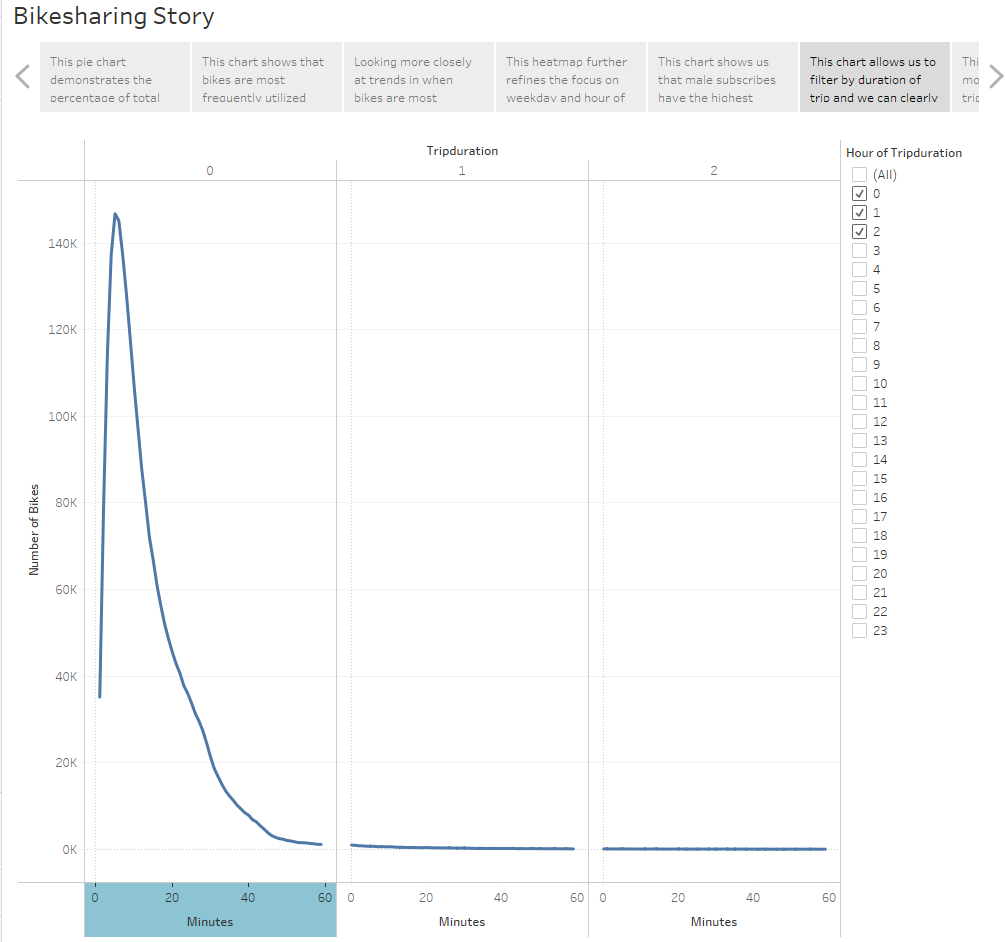 Bikesharing Story
This pie chart
demonstrates the
percentage of total
This chart shows that
bikes are most
frequently utilized
Looking more closely
at trends in when
bikes are most
This heatmap further
refines the focus on
weekday and hour of
This chart shows us
that male subscribes
have the highest
This chart allows us to
filter by duration of
trip and we can clearly
Thi
mo
trip
Tripduration
0 1 2
140K
120K
100K
80K
60K
40K
20K
0K
Number of Bikes
0 20 40 60 0 20 40 60 0 20 40 60
Minutes Minutes Minutes
Hour of Tripduration
(All)
0
1
2
3
4
5
6
7
8
9
10
11
12
13
14
15
16
17
18
19
20
21
22
23